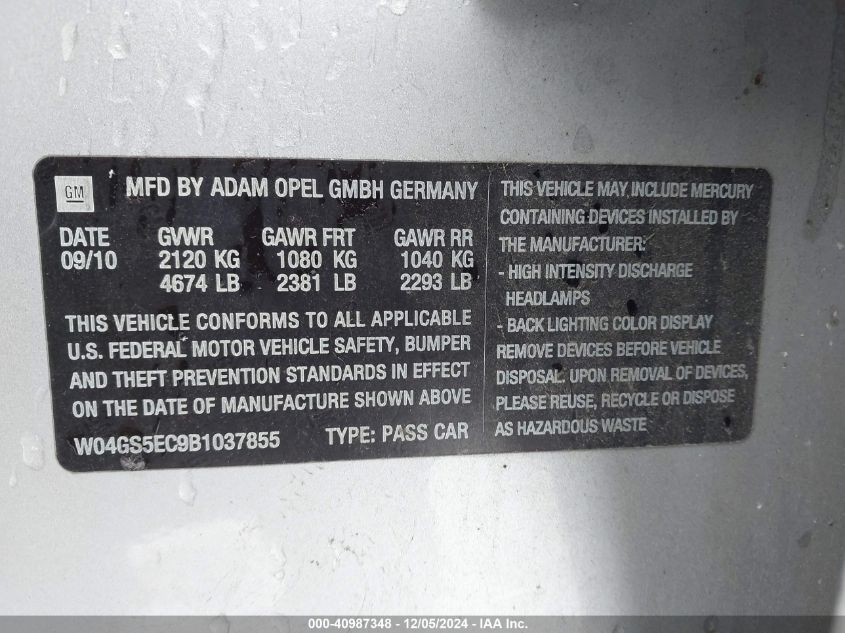 GM
MFD BY ADAM OPEL GMBH GERMANY
DATE GVWR GAWR FRT GAWR RR
09/10 2120 KG 1080 KG 1040 KG
4674 LB 2381 LB 2293 LB
THIS VEHICLE CONFORMS TO ALL APPLICABLE
U.S. FEDERAL MOTOR VEHICLE SAFETY, BUMPER
AND THEFT PREVENTION STANDARDS IN EFFECT
ON THE DATE OF MANUFACTURE SHOWN ABOVE
W04GS5EC9B1037855 TYPE: PASS CAR
THIS VEHICLE MAY INCLUDE MERCURY
CONTAINING DEVICES INSTALLED BY
THE MANUFACTURER:
- HIGH INTENSITY DISCHARGE
HEADLAMPS
- BACK LIGHTING COLOR DISPLAY
REMOVE DEVICES BEFORE VEHICLE
DISPOSAL. UPON REMOVAL OF DEVICES,
PLEASE REUSE, RECYCLE OR DISPOSE
AS HAZARDOUS WASTE
000-40987348 - 12/05/2024 - IAA Inc.